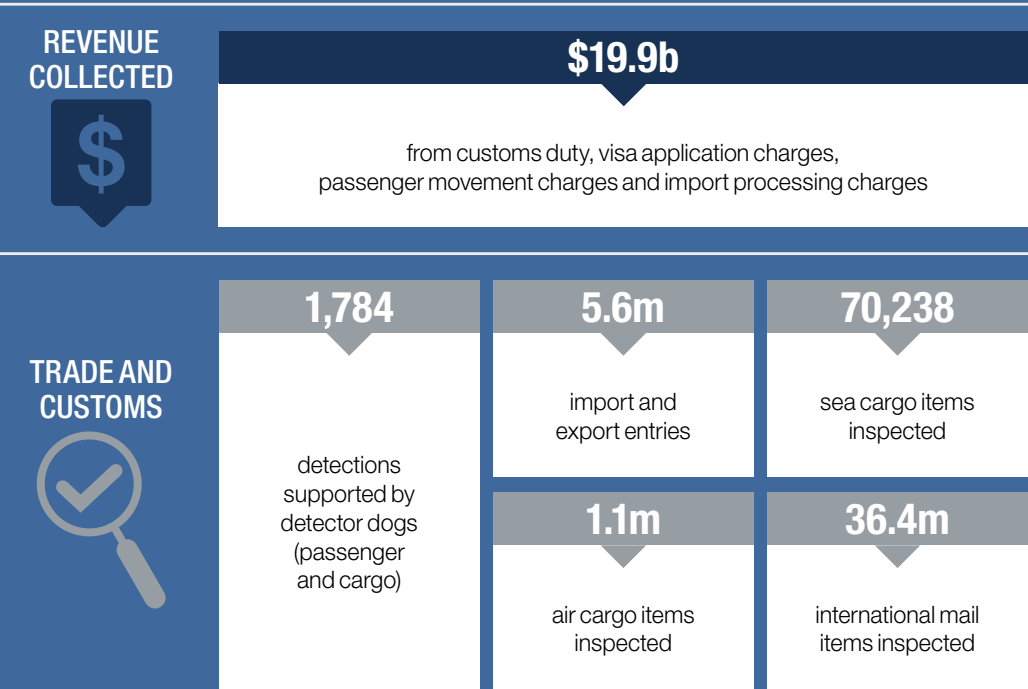 REVENUE
COLLECTED
$
$19.9b
from customs duty, visa application charges,
passenger movement charges and import processing charges
TRADE AND
CUSTOMS
1,784
detections
supported by
detector dogs
(passenger
and cargo)
5.6m
import and
export entries
70,238
sea cargo items
inspected
1.1m
air cargo items
inspected
36.4m
international mail
items inspected